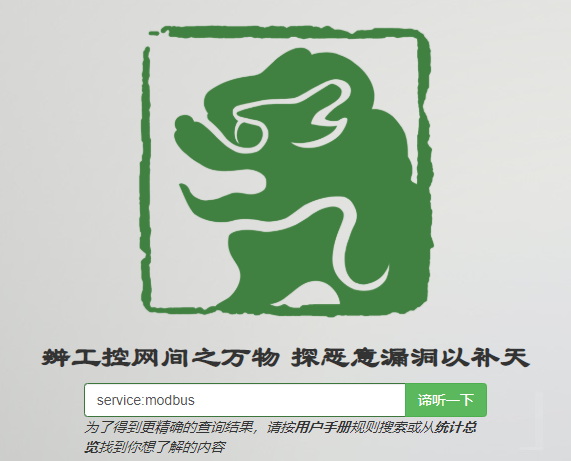 辨工控网间之万物 探恶意漏洞以补天
service:modbus 谛听一下
为了得到更精确的查询结果，请按用户手册规则搜索或从统计总
览找到你想了解的内容